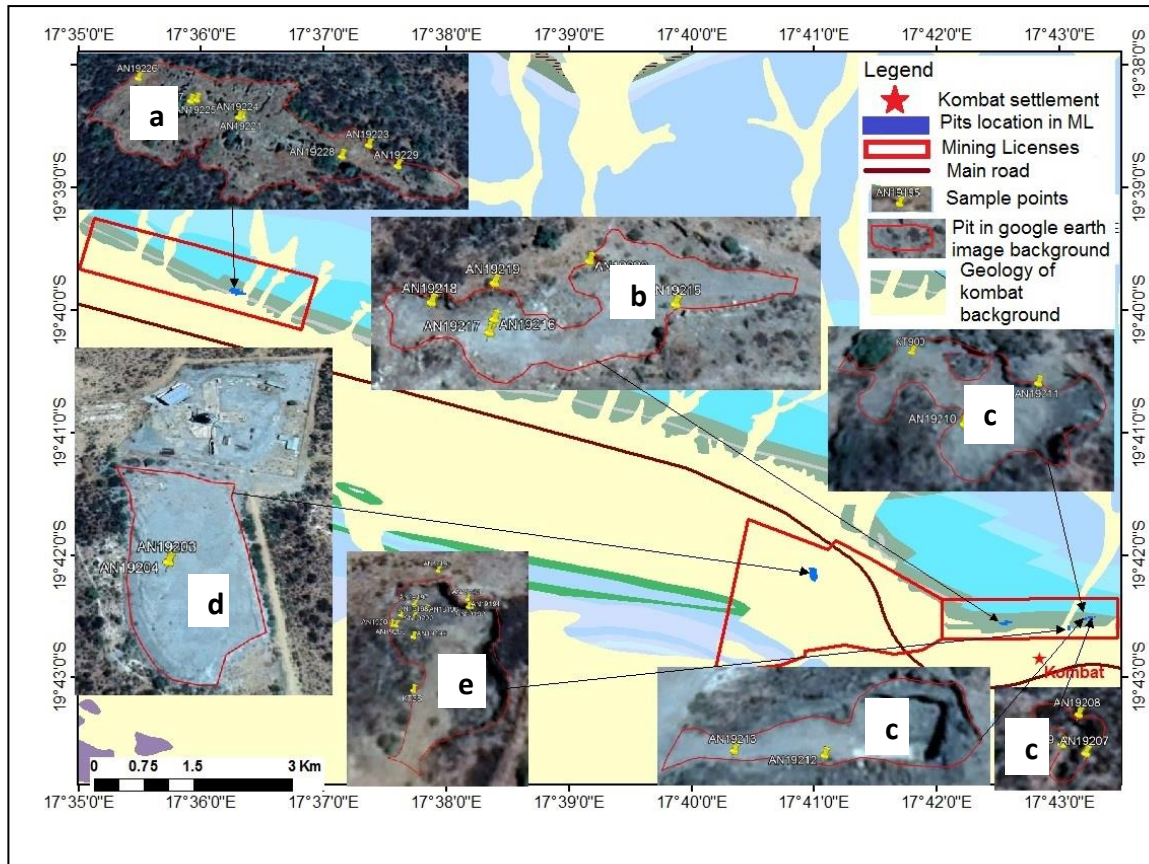 17°35'0"E 17°36'0"E 17°37'0"E 17°38'0"E 17°39'0"E 17°40'0"E 17°41'0"E 17°42'0"E 17°43'0"E
19°38'0"S
19°39'0"S
19°40'0"S
19°41'0"S
19°42'0"S
19°43'0"S
Legend
Kombat settlement
Pits location in ML
Mining Licenses
Main road
AN19195
Sample points
Pit in google earth
image background
Geology of
kombat
background
AN19226
a
AN19225
AN19224
AN19221
AN19223
AN19228
AN19229
b
AN19219
AN19218
AN19215
AN19217
AN19216
c
KT900
AN19211
AN19210
d
AN19203
AN19204
e
AN19194
c
AN19213
AN19212
c
AN19208
AN19207
Kombat
0 0.75 1.5 3 Km
19°39'0"S
19°40'0"S
19°41'0"S
19°42'0"S
19°43'0"S
17°35'0"E 17°36'0"E 17°37'0"E 17°38'0"E 17°39'0"E 17°40'0"E 17°41'0"E 17°42'0"E 17°43'0"E